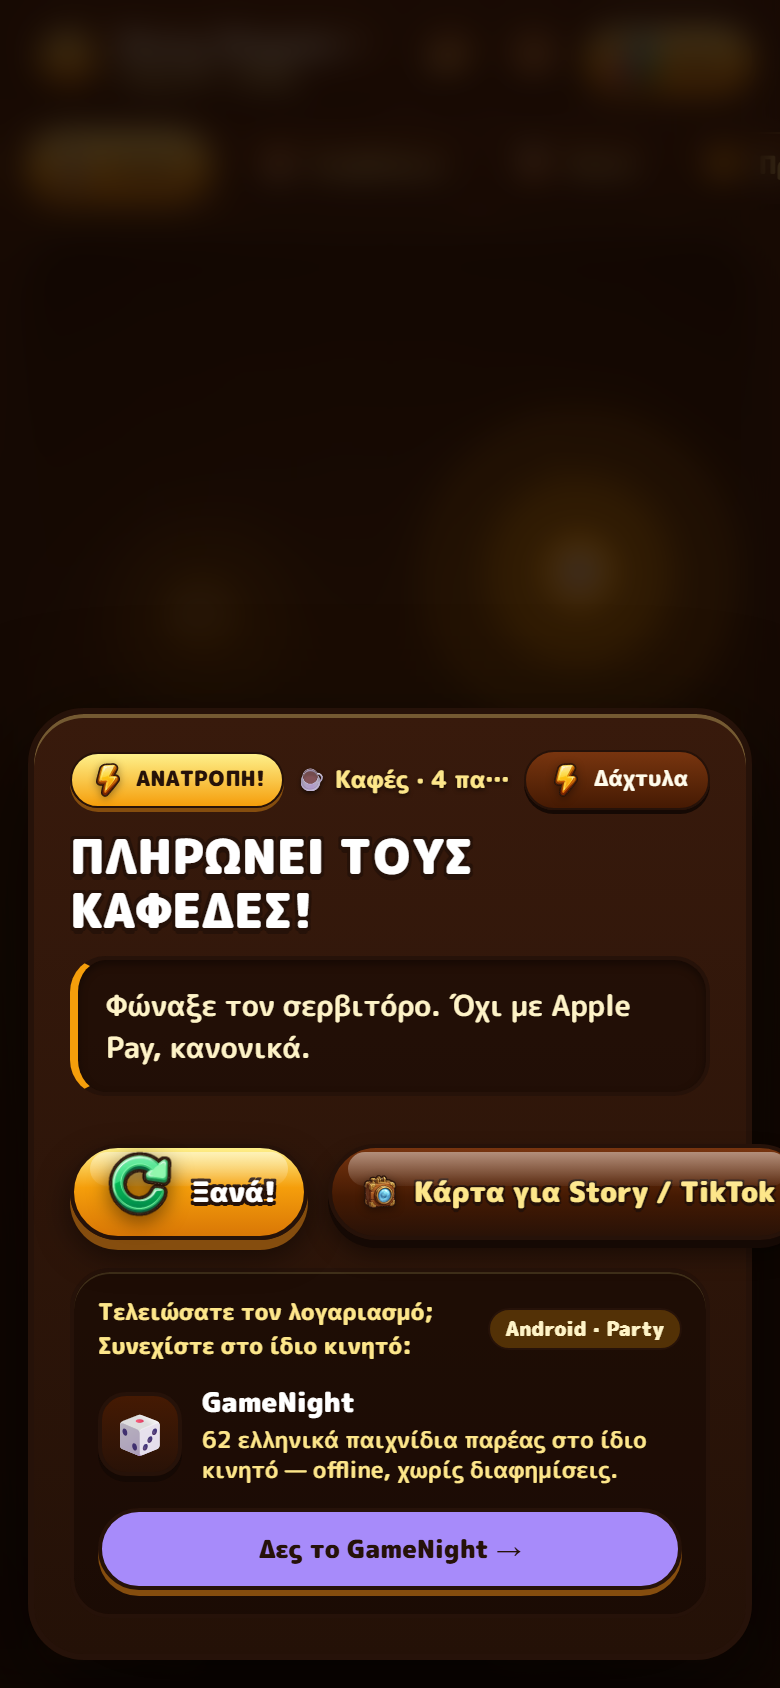 ΑΝΑΤΡΟΠΗ!
Καφές · 4 πα...
Δάχτυλα
ΠΛΗΡΩΝΕΙ ΤΟΥΣ
ΚΑΦΕΔΕΣ!
Φώναξε τον σερβιτόρο. Όχι με Apple
Pay, κανονικά.
Ξανά!
Κάρτα για Story / TikTok
Τελειώσατε τον λογαριασμό;
Συνεχίστε στο ίδιο κινητό:
Android · Party
GameNight
62 ελληνικά παιχνίδια παρέας στο ίδιο
κινητό — offline, χωρίς διαφημίσεις.
Δες το GameNight →